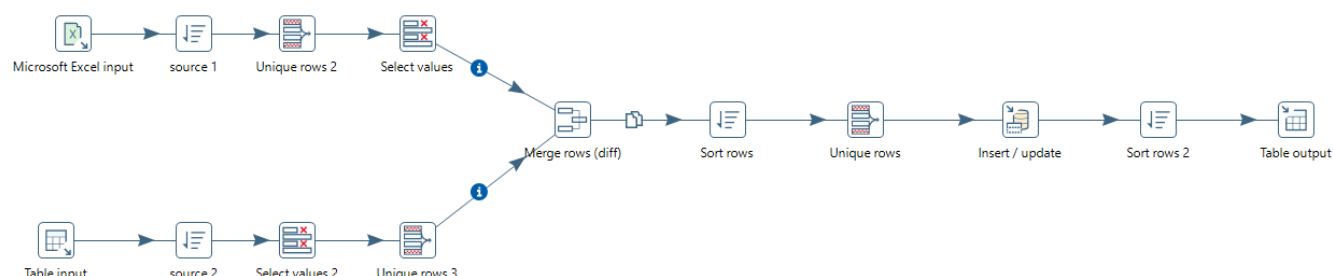 Microsoft Excel input
source 1
Unique rows 2
Select values
Merge rows (diff)
Sort rows
Unique rows
Insert / update
Sort rows 2
Table output
Table input
source 2
Select values 2
Unique rows 3